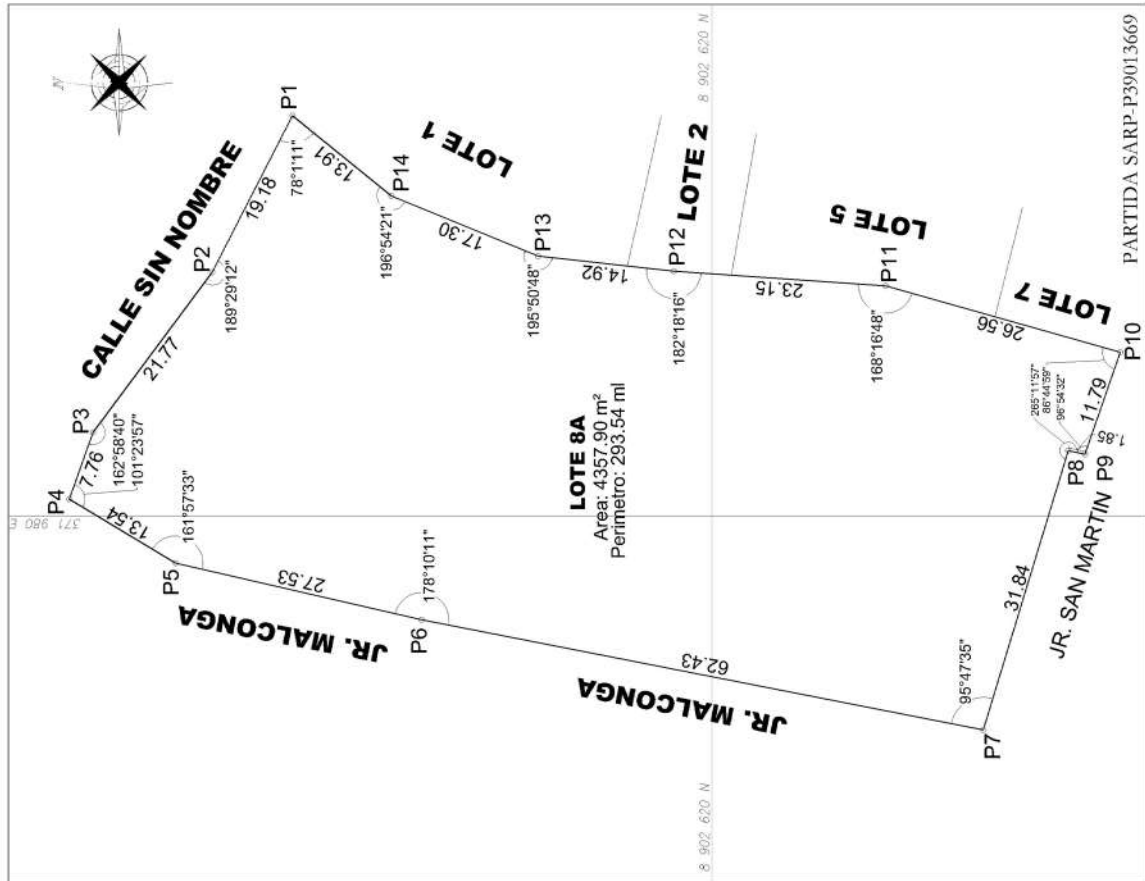 N
P1
CALLE SIN NOMBRE
19.18
78°1'11"
13.91
P14
196°54'21"
LOTE 1
P2
189°29'12"
21.77
P3
7.76
162°58'40"
101°23'57"
P4
371 980 E
13.54
161°57'33"
P5
17.30
P13
195°50'48"
14.92
P12
LOTE 2
8 902 620 N
182°18'16"
27.53
JR. MALCONGA
P6
178°10'11"
LOTE 8A
Area: 4357.90 m²
Perimetro: 293.54 ml
23.15
LOTE 5
P11
168°16'48"
62.43
JR. MALCONGA
26.56
LOTE 7
P10
265°11'57"
86°44'59"
96°54'32"
11.79
1.85
P8
P9
31.84
JR. SAN MARTIN
95°47'35"
P7
8 902 620 N
PARTIDA SARP-P39013669